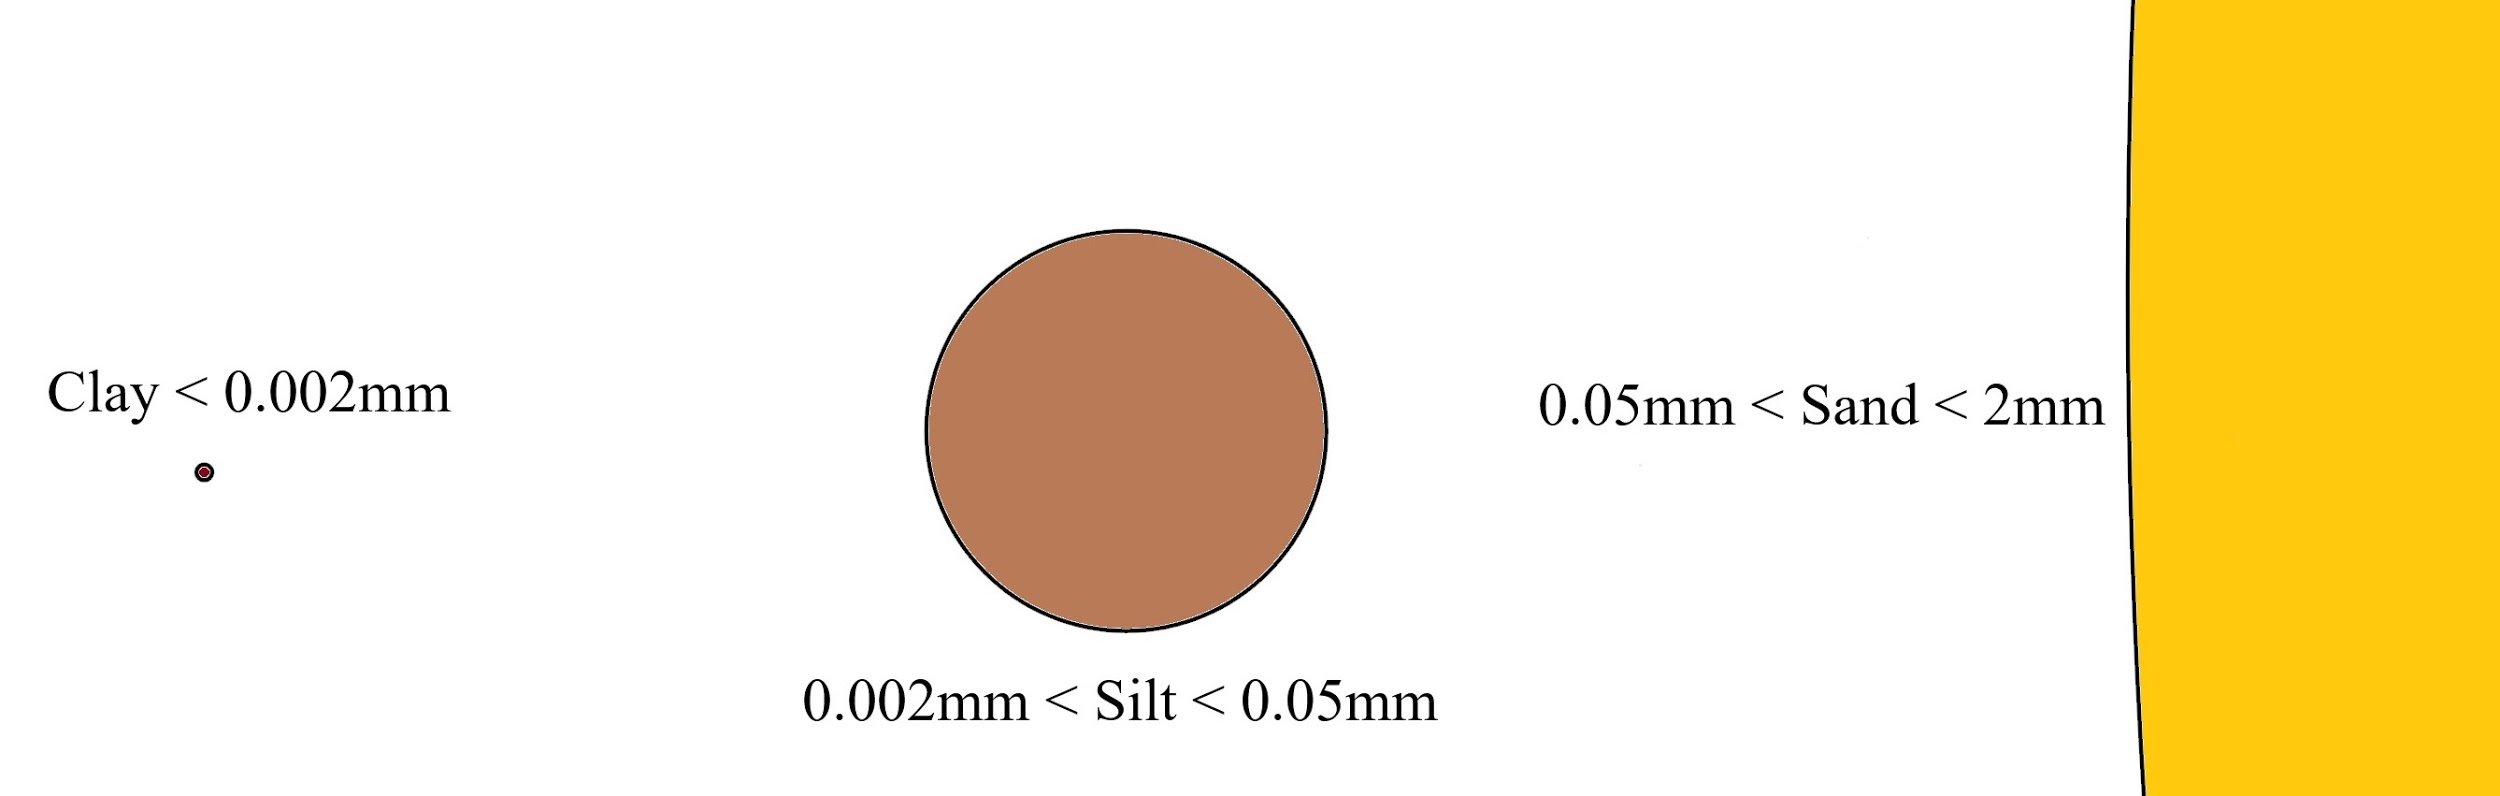 Clay < 0.002mm
0.002mm < Silt < 0.05mm
0.05mm < Sand < 2mm